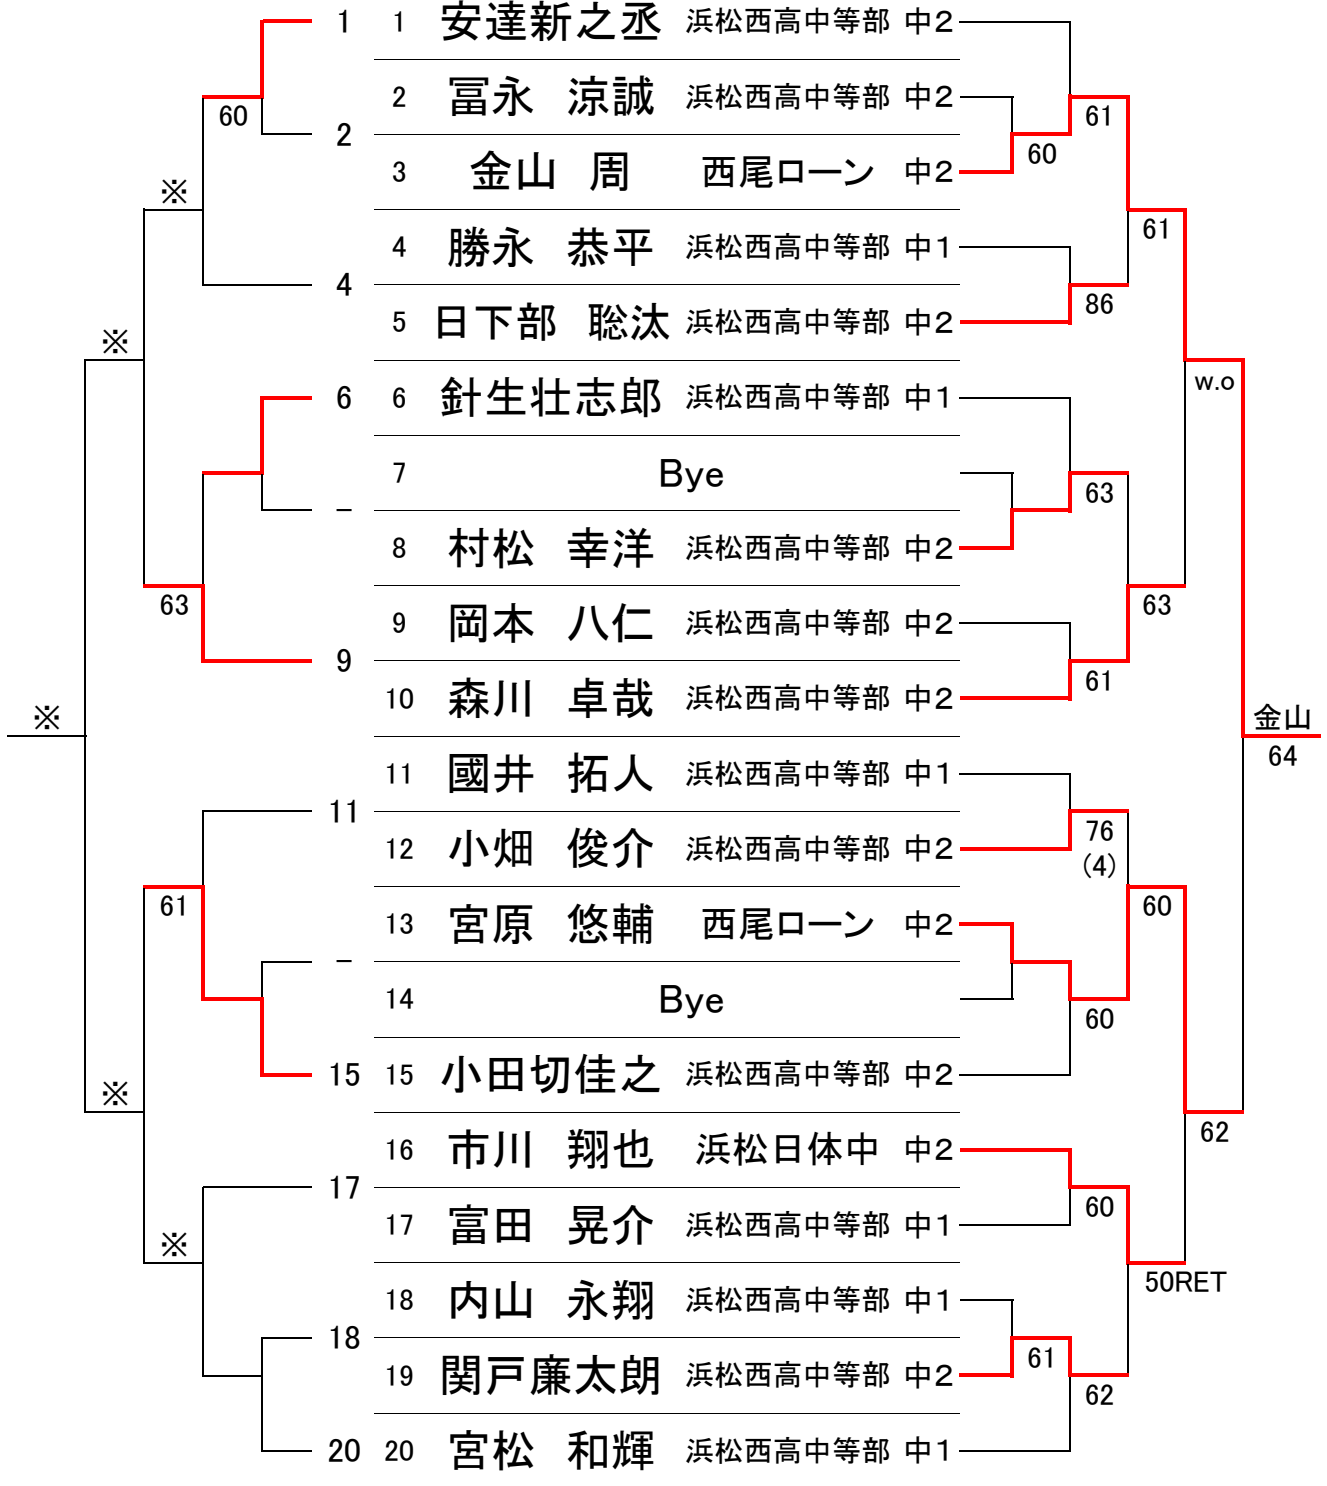 1 1 安達新之丞 浜松西高中等部 中2
2 冨永 涼誠 浜松西高中等部 中2 61
60
2 60
3 金山 周 西尾ローン 中2
※
61
4 勝永 恭平 浜松西高中等部 中1
4
86
5 日下部 聡汰 浜松西高中等部 中2
※
w.o
6 6 針生壮志郎 浜松西高中等部 中1
7 Bye
63
-
8 村松 幸洋 浜松西高中等部 中2
63 63
9 岡本 八仁 浜松西高中等部 中2
9
61
10 森川 卓哉 浜松西高中等部 中2
※ 金山
64
11 國井 拓人 浜松西高中等部 中1
11
76
12 小畑 俊介 浜松西高中等部 中2
(4)
61 60
13 宮原 悠輔 西尾ローン 中2
-
14 Bye
60
15 15 小田切佳之 浜松西高中等部 中2
※
62
16 市川 翔也 浜松日体中 中2
17
60
17 富田 晃介 浜松西高中等部 中1
※
50RET
18 内山 永翔 浜松西高中等部 中1
18
61
19 関戸廉太朗 浜松西高中等部 中2
62
20 20 宮松 和輝 浜松西高中等部 中1